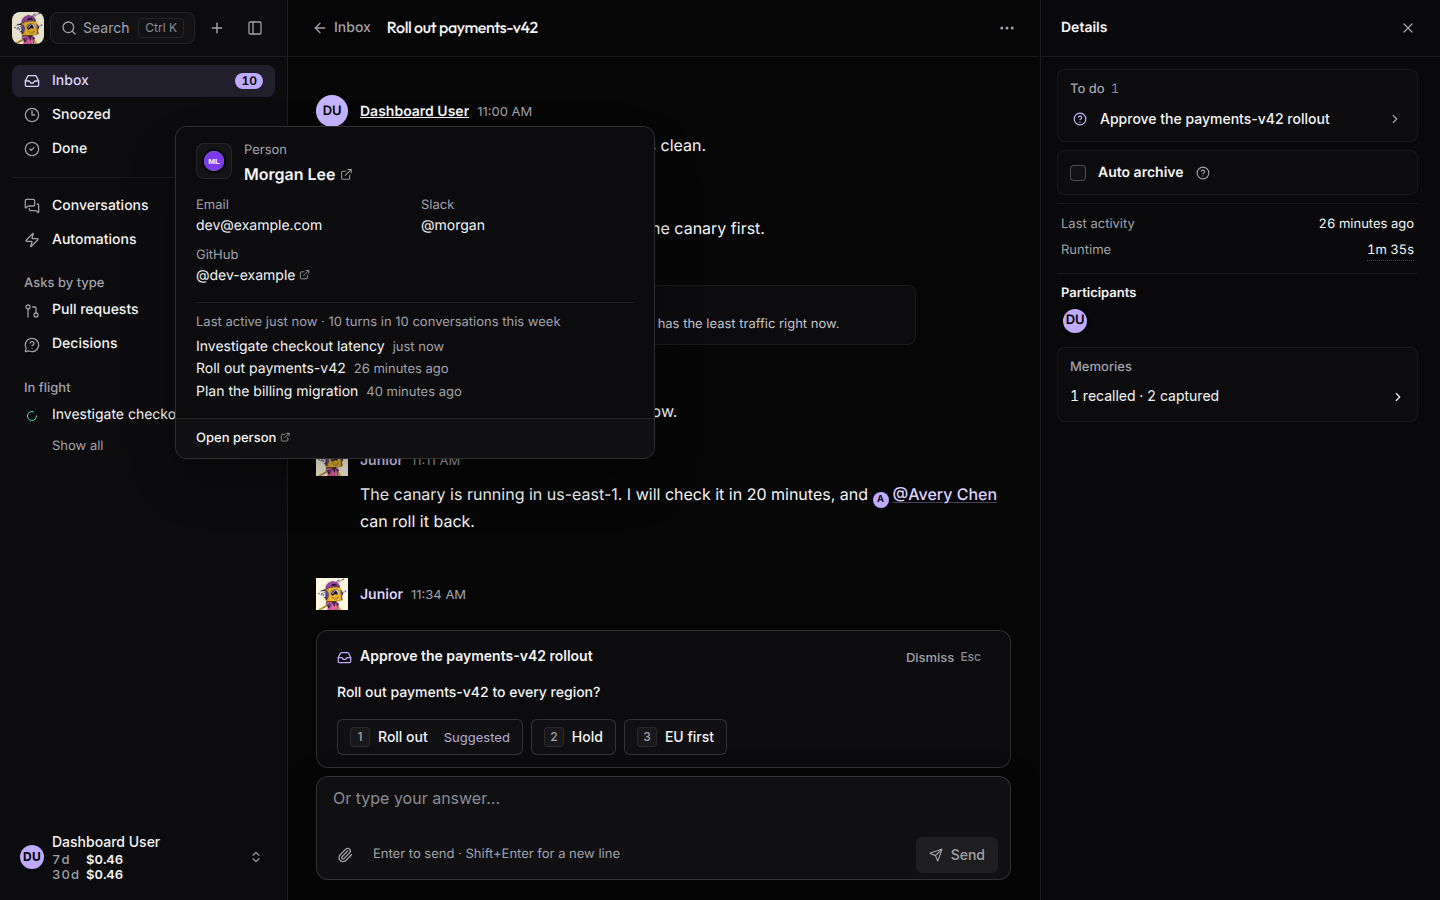 Search Ctrl K
Inbox 10
Snoozed
Done
Conversations
Automations
Asks by type
Pull requests
Decisions
In flight
Investigate checko
Show all
DU
Dashboard User
7d $0.46
30d $0.46
Inbox Roll out payments-v42
DU Dashboard User 11:00 AM
clean.
canary first.
has the least traffic right now.
Person
ML
Morgan Lee
Email
dev@example.com
Slack
@morgan
GitHub
@dev-example
Last active just now · 10 turns in 10 conversations this week
Investigate checkout latency just now
Roll out payments-v42 26 minutes ago
Plan the billing migration 40 minutes ago
Open person
Junior 11:11 AM
The canary is running in us-east-1. I will check it in 20 minutes, and A @Avery Chen
can roll it back.
Junior 11:34 AM
Approve the payments-v42 rollout Dismiss Esc
Roll out payments-v42 to every region?
1 Roll out Suggested 2 Hold 3 EU first
Or type your answer...
Enter to send · Shift+Enter for a new line Send
Details
To do 1
Approve the payments-v42 rollout
Auto archive
Last activity 26 minutes ago
Runtime 1m 35s
Participants
DU
Memories
1 recalled · 2 captured